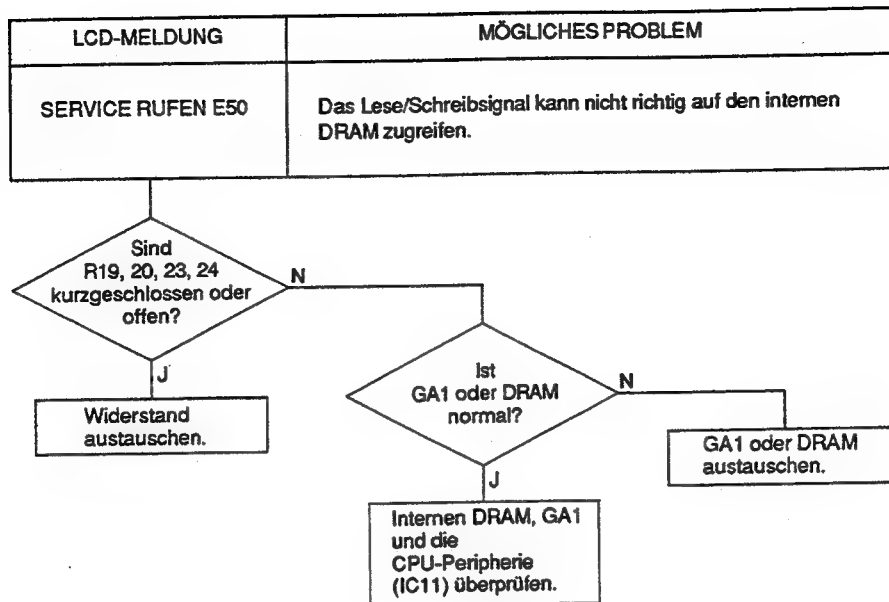 LCD-MELDUNG
MÖGLICHES PROBLEM
SERVICE RUFEN E50
Das Lese/Schreibsignal kann nicht richtig auf den internen
DRAM zugreifen.
Sind
R19, 20, 23, 24
kurzgeschlossen oder
offen?
N
J
Widerstand
austauschen.
Ist
GA1 oder DRAM
normal?
N
GA1 oder DRAM
austauschen.
J
Internen DRAM, GA1
und die
CPU-Peripherie
(IC11) überprüfen.